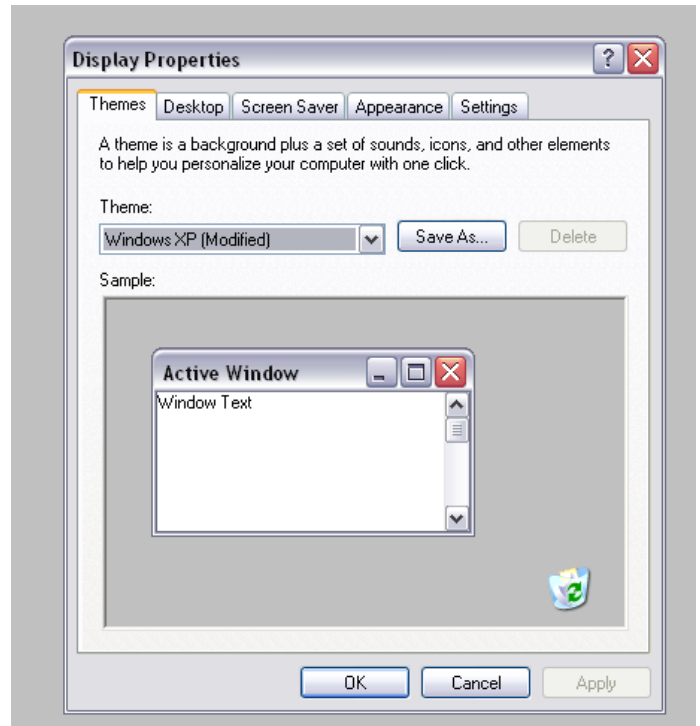 Display Properties
Themes Desktop Screen Saver Appearance Settings
A theme is a background plus a set of sounds, icons, and other elements
to help you personalize your computer with one click.
Theme:
Windows XP (Modified) Save As... Delete
Sample:
Active Window
Window Text
OK Cancel Apply